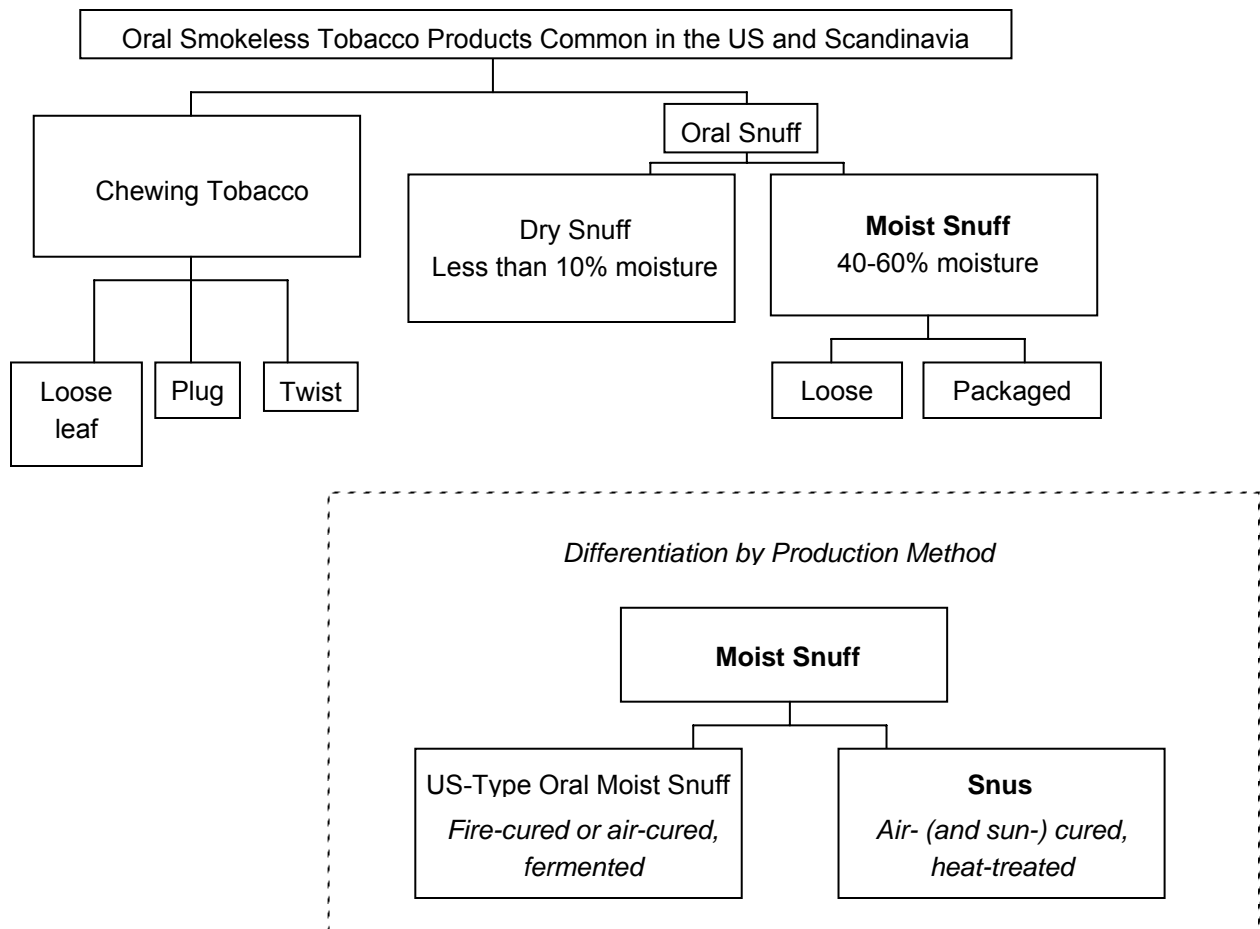 Oral Smokeless Tobacco Products Common in the US and Scandinavia
Chewing Tobacco
Oral Snuff
Dry Snuff
Less than 10% moisture
Moist Snuff
40-60% moisture
Loose
leaf
Plug
Twist
Loose
Packaged
Differentiation by Production Method
Moist Snuff
US-Type Oral Moist Snuff
Fire-cured or air-cured,
fermented
Snus
Air- (and sun-) cured,
heat-treated